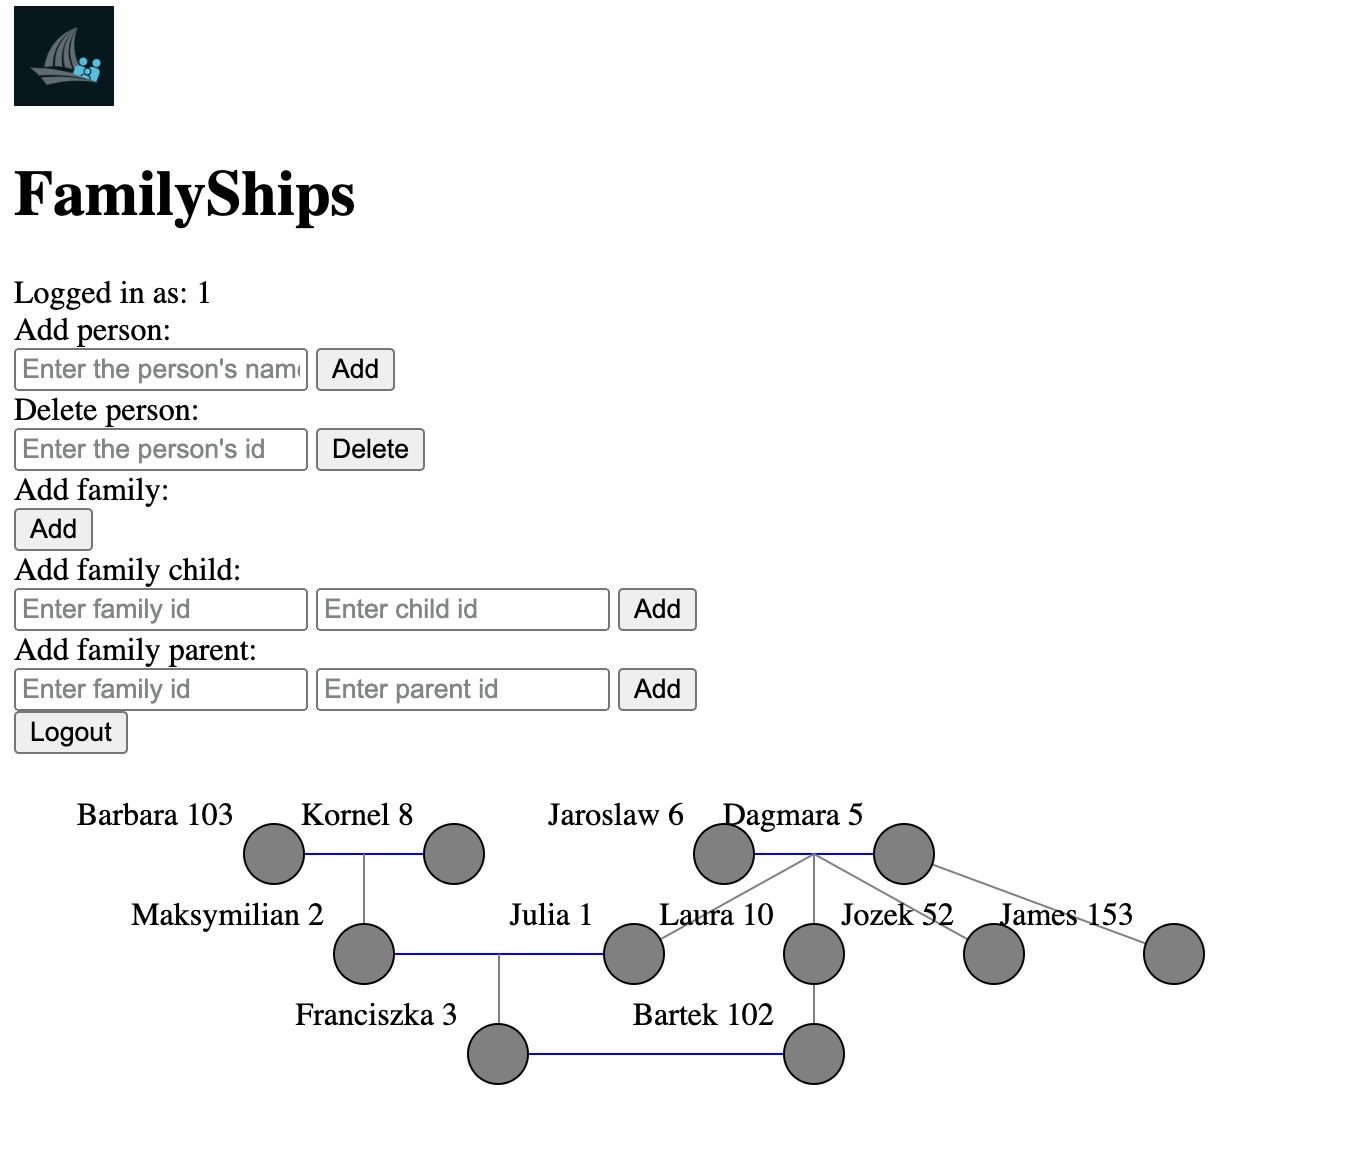 FamilyShips
Logged in as: 1
Add person:
Enter the person's nam Add
Delete person:
Enter the person's id Delete
Add family:
Add
Add family child:
Enter family id Enter child id Add
Add family parent:
Enter family id Enter parent id Add
Logout
Barbara 103 Kornel 8 Jaroslaw 6 Dagmara 5
Maksymilian 2 Julia 1 Laura 10 Jozek 52 James 153
Franciszka 3 Bartek 102